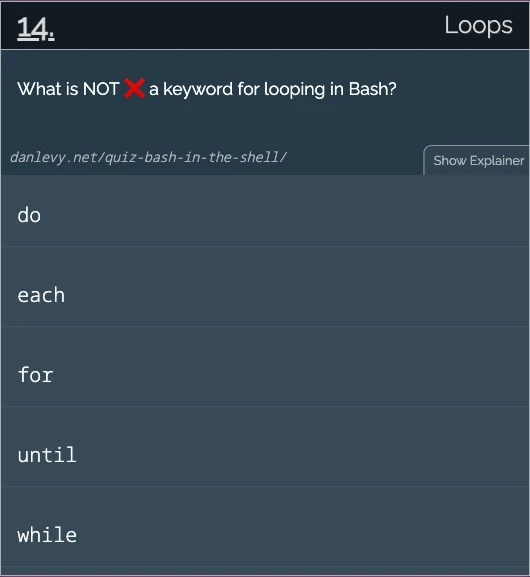 14.
Loops
What is NOT ❌ a keyword for looping in Bash?
danlevy.net/quiz-bash-in-the-shell/
Show Explainer
do
each
for
until
while